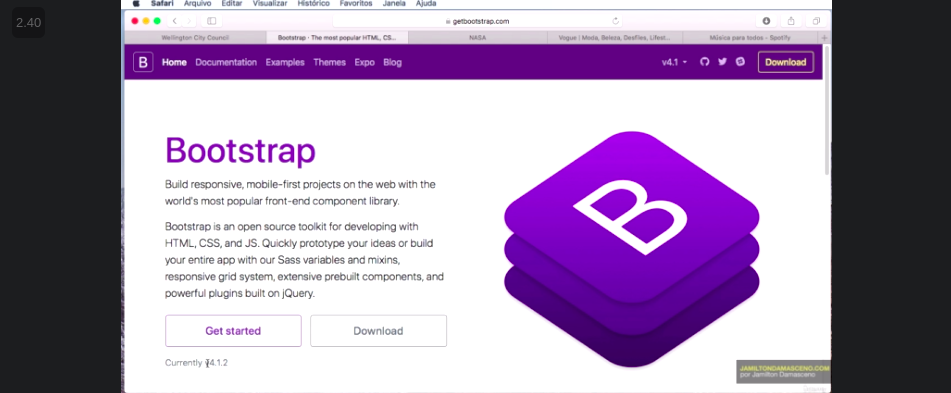 2.40
Safari Arquivo Editar Visualizar Histórico Favoritos Janela Ajuda
getbootstrap.com
Wellington City Council
Bootstrap · The most popular HTML, CS...
NASA
Vogue | Moda, Beleza, Desfiles, Lifest...
Música para todos - Spotify
B Home Documentation Examples Themes Expo Blog
v4.1
Download
Bootstrap
Build responsive, mobile-first projects on the web with the
world's most popular front-end component library.
Bootstrap is an open source toolkit for developing with
HTML, CSS, and JS. Quickly prototype your ideas or build
your entire app with our Sass variables and mixins,
responsive grid system, extensive prebuilt components, and
powerful plugins built on jQuery.
Get started
Download
Currently v4.1.2
B
JAMILTONDAMASCENO.COM
por Jamilton Damasceno